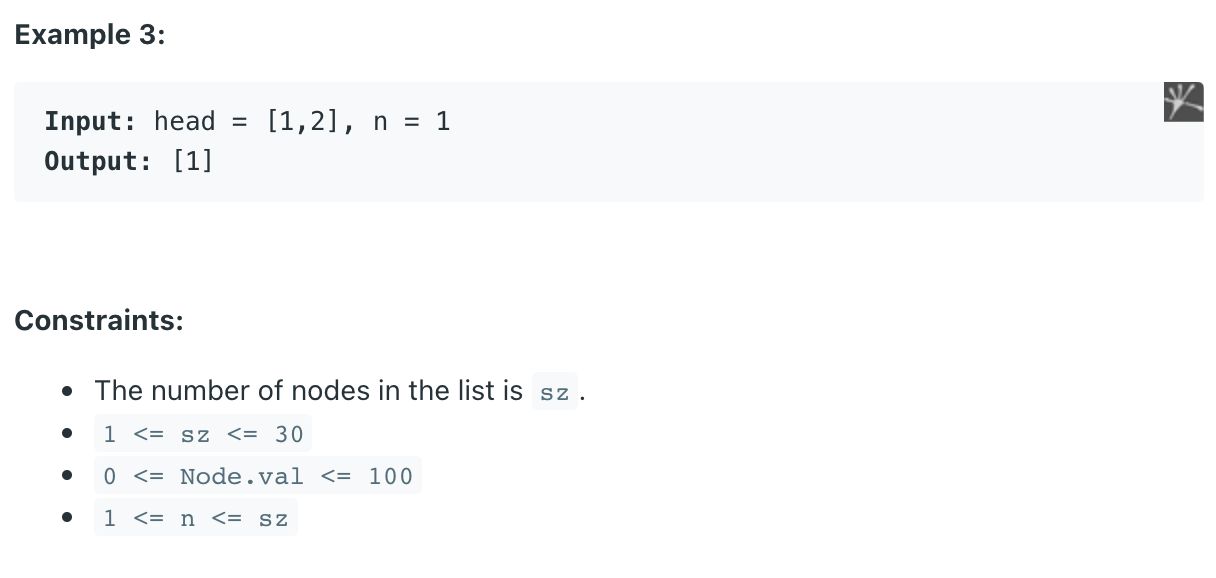 Example 3:
Input: head = [1,2], n = 1
Output: [1]
Constraints:
The number of nodes in the list is sz.
1 <= sz <= 30
0 <= Node.val <= 100
1 <= n <= sz